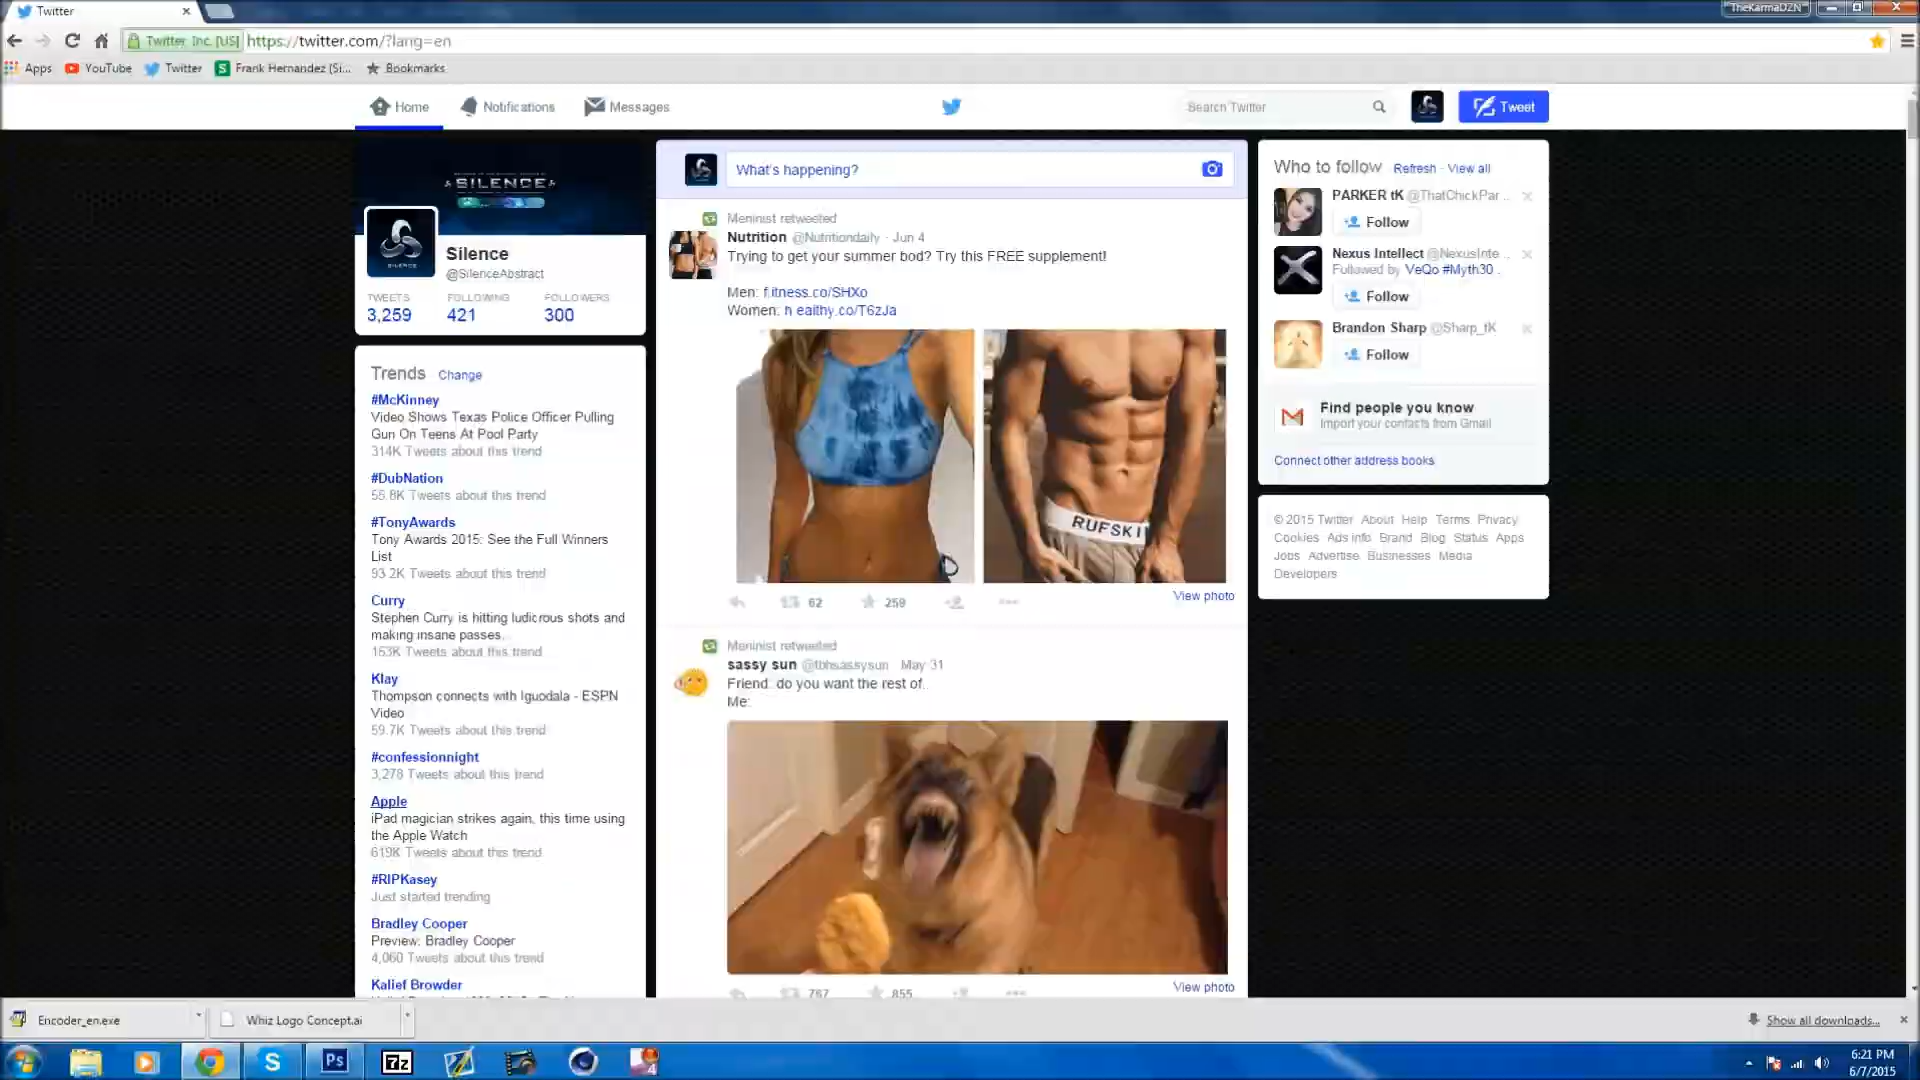 Twitter
TheKarmaDZN
Twitter, Inc. [US] https://twitter.com/?lang=en
Apps YouTube Twitter Frank Hernandez (Si... Bookmarks
Home Notifications Messages Search Twitter Tweet
SILENCE
SILENCE
Silence
@SilenceAbstract
TWEETS FOLLOWING FOLLOWERS
3,259 421 300
Trends Change
#McKinney
Video Shows Texas Police Officer Pulling
Gun On Teens At Pool Party
314K Tweets about this trend
#DubNation
55.8K Tweets about this trend
#TonyAwards
Tony Awards 2015: See the Full Winners
List
93.2K Tweets about this trend
Curry
Stephen Curry is hitting ludicrous shots and
making insane passes.
153K Tweets about this trend
Klay
Thompson connects with Iguodala - ESPN
Video
59.7K Tweets about this trend
#confessionnight
3,278 Tweets about this trend
Apple
iPad magician strikes again, this time using
the Apple Watch
619K Tweets about this trend
#RIPKasey
Just started trending
Bradley Cooper
Preview: Bradley Cooper
4,060 Tweets about this trend
Kalief Browder
What's happening?
Meninist retweeted
Nutrition @Nutritiondaily · Jun 4
Trying to get your summer bod? Try this FREE supplement!
Men: f.itness.co/SHXo
Women: h.ealthy.co/T6zJa
RUFSKI
62 259
View photo
Meninist retweeted
sassy sun @tbhsassysun · May 31
Friend: do you want the rest of..
Me:
767 855
View photo
Who to follow Refresh · View all
PARKER tK @ThatChickPar...
Follow
Nexus Intellect @NexusInte...
Followed by VeQo #Myth30...
Follow
Brandon Sharp @Sharp_tK
Follow
Find people you know
Import your contacts from Gmail
Connect other address books
© 2015 Twitter About Help Terms Privacy
Cookies Ads info Brand Blog Status Apps
Jobs Advertise Businesses Media
Developers
Encoder_en.exe Whiz Logo Concept.ai Show all downloads...
Ps 7z 4
6:21 PM
6/7/2015